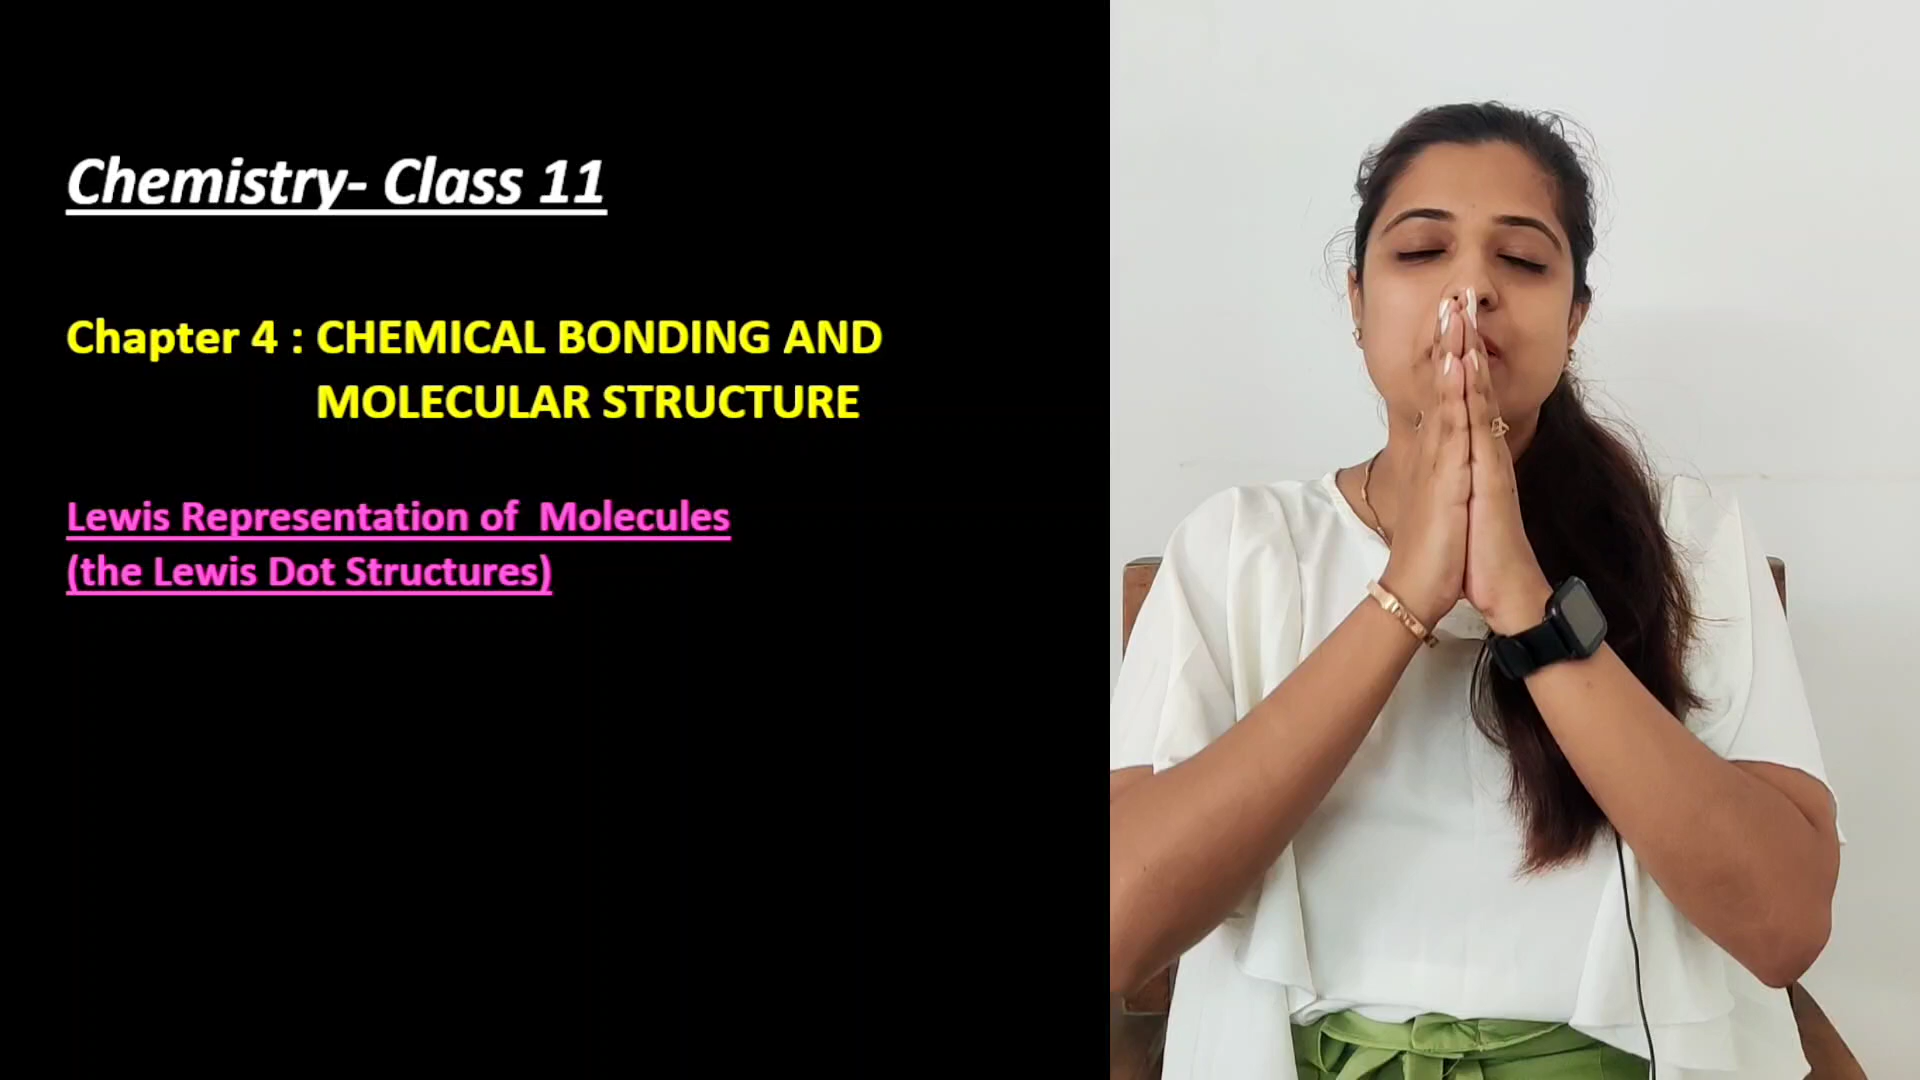 Chemistry- Class 11
Chapter 4 : CHEMICAL BONDING AND
MOLECULAR STRUCTURE
Lewis Representation of Molecules
(the Lewis Dot Structures)